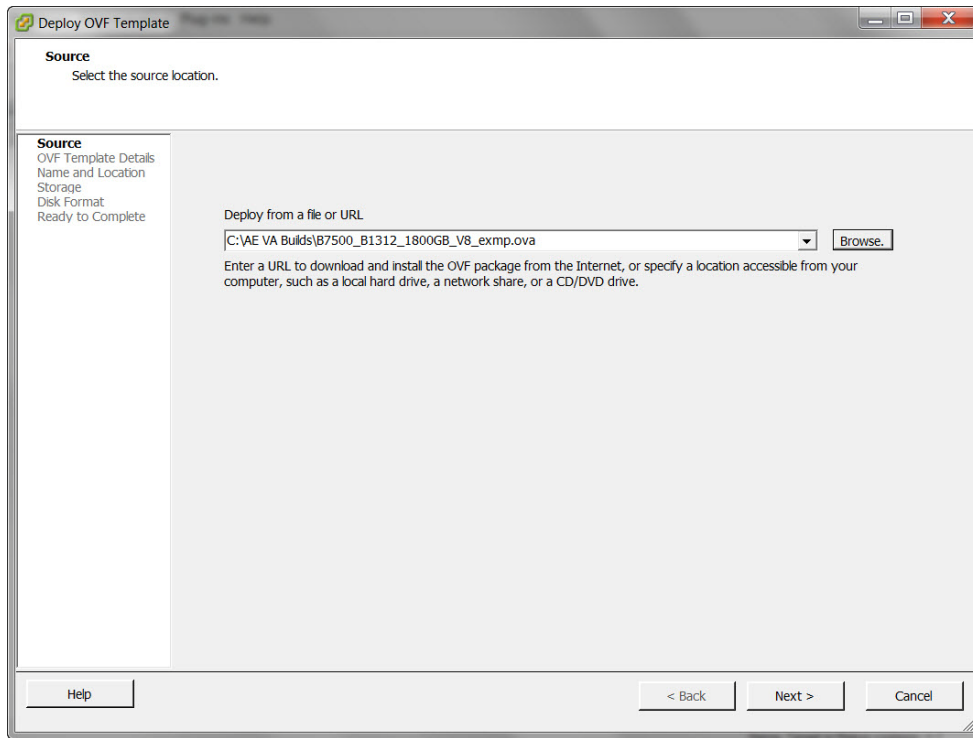 Deploy OVF Template
Plug-ins Help
Source
Select the source location.
Source
OVF Template Details
Name and Location
Storage
Disk Format
Ready to Complete
Deploy from a file or URL
C:\AE VA Builds\B7500_B1312_1800GB_V8_exmp.ova
Browse.
Enter a URL to download and install the OVF package from the Internet, or specify a location accessible from your
computer, such as a local hard drive, a network share, or a CD/DVD drive.
Help
< Back
Next >
Cancel